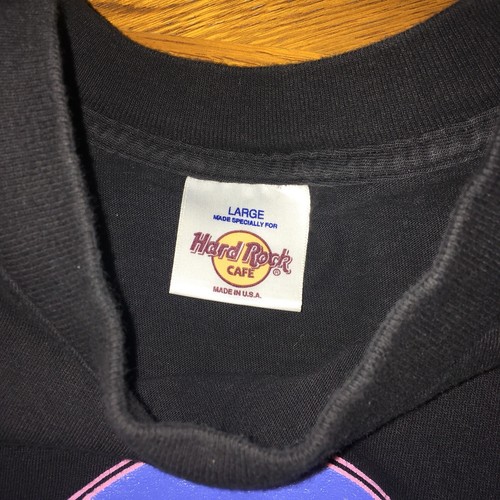 LARGE
MADE SPECIALLY FOR
Hard Rock
CAFE
®
MADE IN U.S.A.